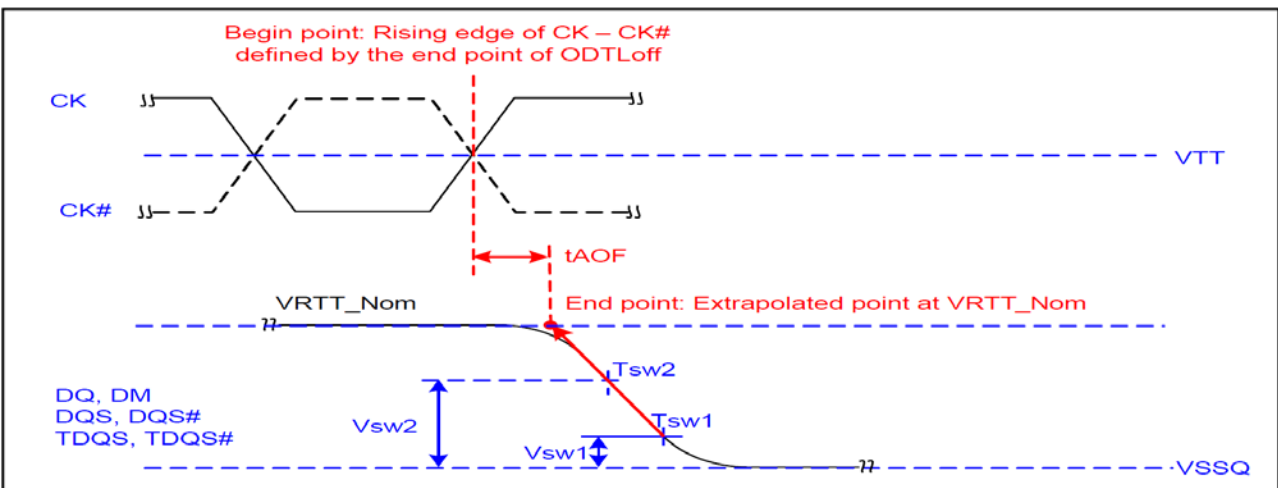 Begin point: Rising edge of CK – CK#
defined by the end point of ODTLoff
CK
VTT
CK#
tAOF
VRTT_Nom
End point: Extrapolated point at VRTT_Nom
Tsw2
DQ, DM
DQS, DQS#
TDQS, TDQS#
Vsw2
Tsw1
Vsw1
VSSQ